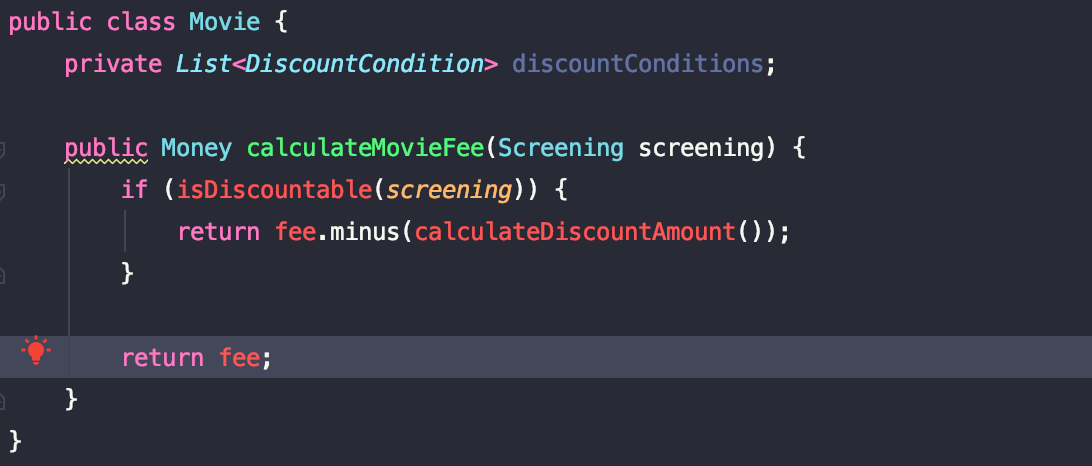 public class Movie {
    private List<DiscountCondition> discountConditions;
    public Money calculateMovieFee(Screening screening) {
        if (isDiscountable(screening)) {
            return fee.minus(calculateDiscountAmount());
        }
        return fee;
    }
}